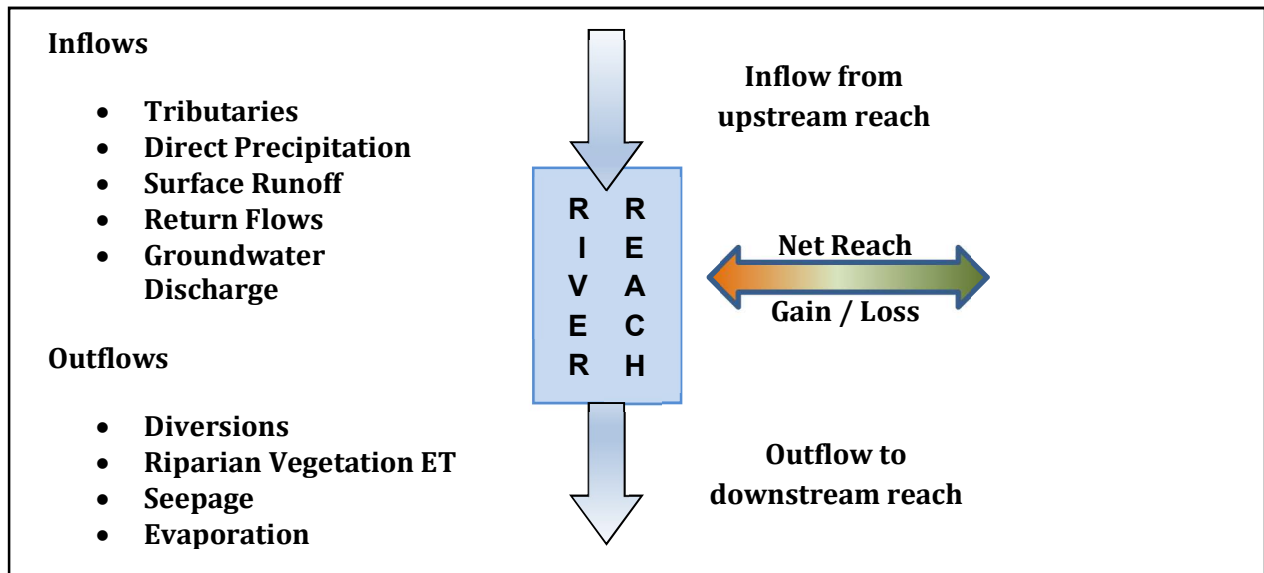 Inflows
• Tributaries
• Direct Precipitation
• Surface Runoff
• Return Flows
• Groundwater
Discharge
Outflows
• Diversions
• Riparian Vegetation ET
• Seepage
• Evaporation
Inflow from
upstream reach
R R
I E
V A
E C
R H
Net Reach
Gain / Loss
Outflow to
downstream reach